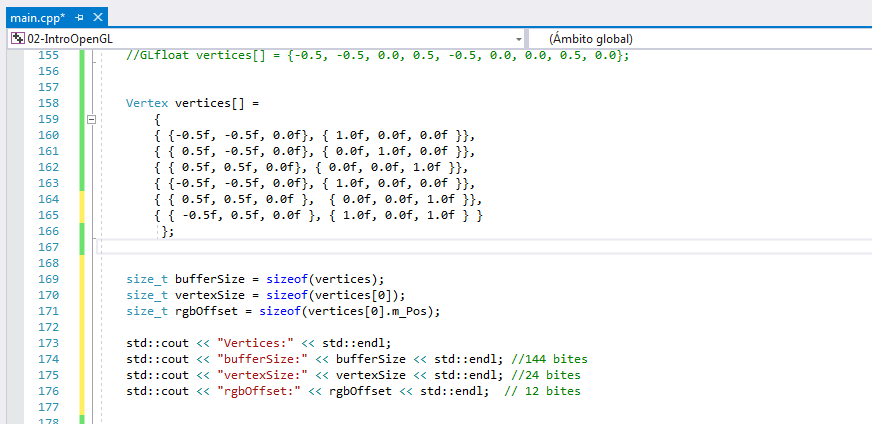 main.cpp*
02-IntroOpenGL (Ámbito global)
155 //GLfloat vertices[] = {-0.5, -0.5, 0.0, 0.5, -0.5, 0.0, 0.0, 0.5, 0.0};
156
157
158 Vertex vertices[] =
159 {
160 { {-0.5f, -0.5f, 0.0f}, { 1.0f, 0.0f, 0.0f }},
161 { { 0.5f, -0.5f, 0.0f}, { 0.0f, 1.0f, 0.0f }},
162 { { 0.5f, 0.5f, 0.0f}, { 0.0f, 0.0f, 1.0f }},
163 { {-0.5f, -0.5f, 0.0f}, { 1.0f, 0.0f, 0.0f }},
164 { { 0.5f, 0.5f, 0.0f },  { 0.0f, 0.0f, 1.0f }},
165 { { -0.5f, 0.5f, 0.0f }, { 1.0f, 0.0f, 1.0f } }
166 };
167
168
169 size_t bufferSize = sizeof(vertices);
170 size_t vertexSize = sizeof(vertices[0]);
171 size_t rgbOffset = sizeof(vertices[0].m_Pos);
172
173 std::cout << "Vertices:" << std::endl;
174 std::cout << "bufferSize:" << bufferSize << std::endl; //144 bites
175 std::cout << "vertexSize:" << vertexSize << std::endl; //24 bites
176 std::cout << "rgbOffset:" << rgbOffset << std::endl;  // 12 bites
177
178